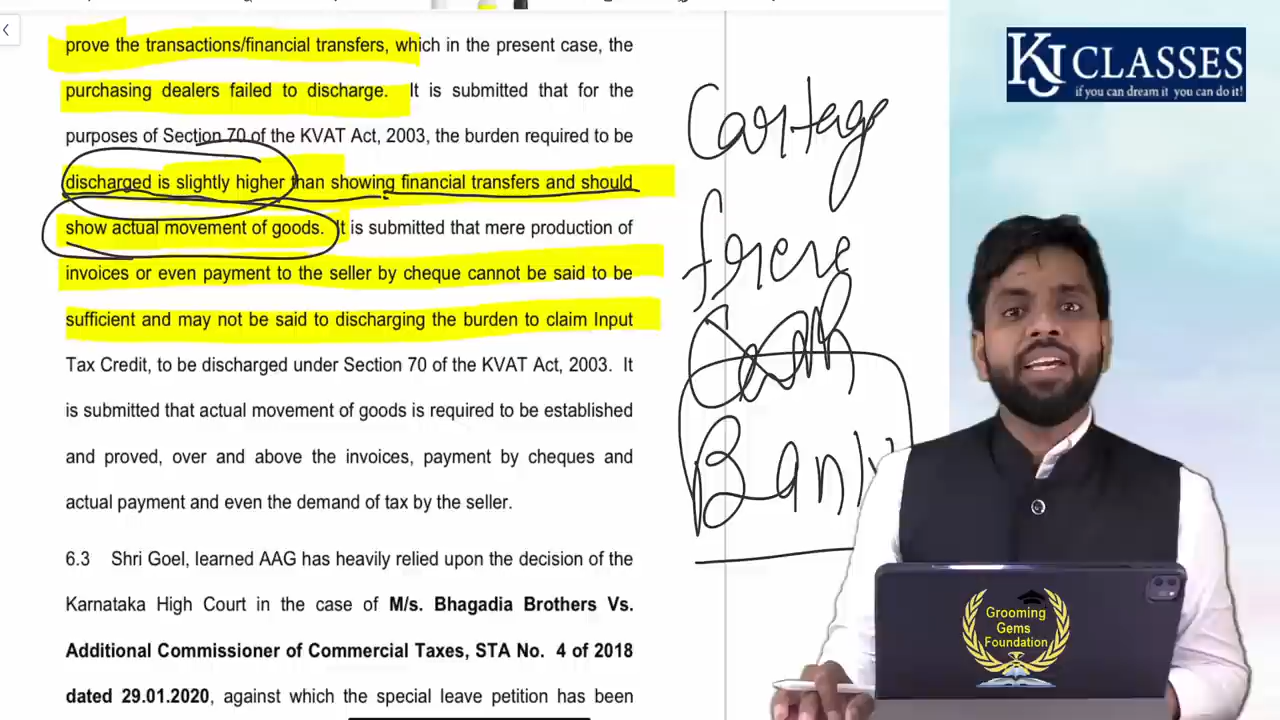 prove the transactions/financial transfers, which in the present case, the
purchasing dealers failed to discharge. It is submitted that for the
purposes of Section 70 of the KVAT Act, 2003, the burden required to be
discharged is slightly higher than showing financial transfers and should
show actual movement of goods. It is submitted that mere production of
invoices or even payment to the seller by cheque cannot be said to be
sufficient and may not be said to discharging the burden to claim Input
Tax Credit, to be discharged under Section 70 of the KVAT Act, 2003. It
is submitted that actual movement of goods is required to be established
and proved, over and above the invoices, payment by cheques and
actual payment and even the demand of tax by the seller.
6.3 Shri Goel, learned AAG has heavily relied upon the decision of the
Karnataka High Court in the case of M/s. Bhagadia Brothers Vs.
Additional Commissioner of Commercial Taxes, STA No. 4 of 2018
dated 29.01.2020, against which the special leave petition has been
Cartage
Cash
KJ CLASSES
if you can dream it you can do it!
Grooming
Gems
Foundation